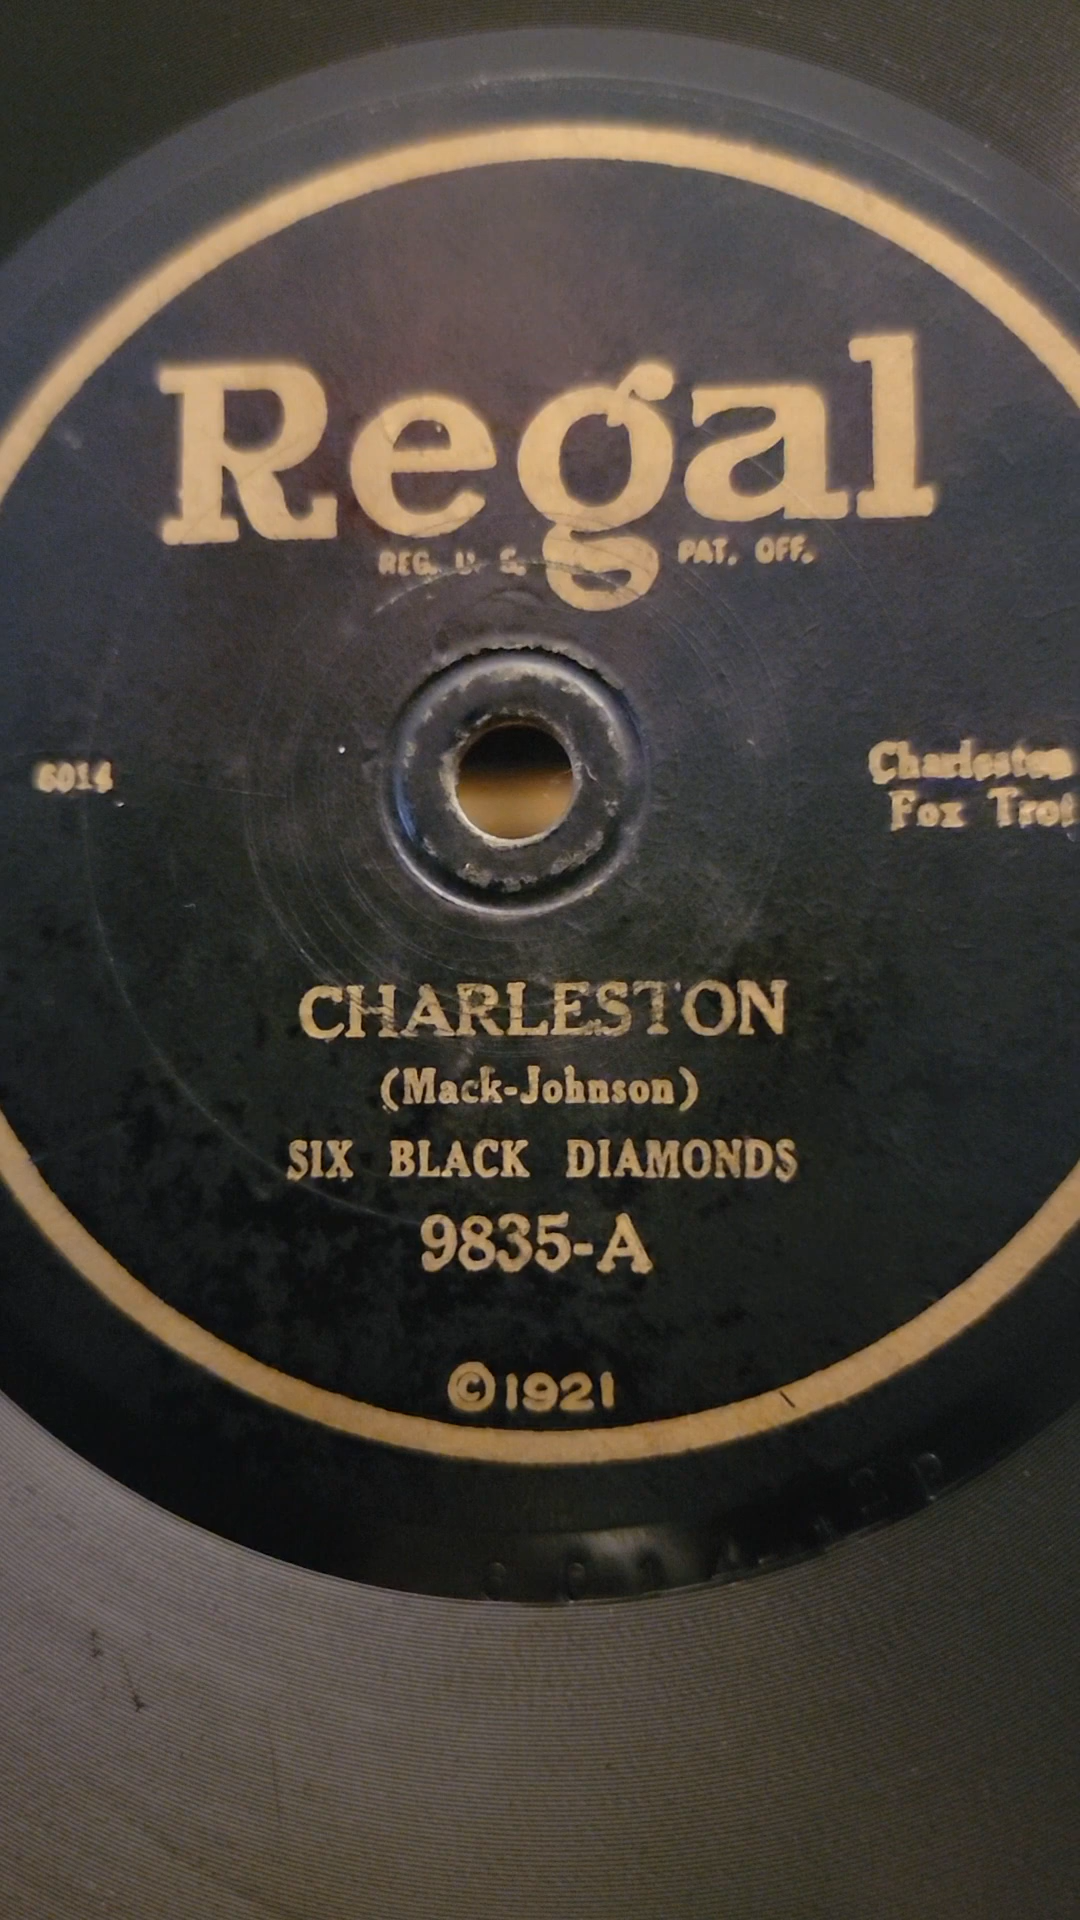 Regal
REG. U. S. PAT. OFF.
6014
Charleston
Fox Trot
CHARLESTON
(Mack-Johnson)
SIX BLACK DIAMONDS
9835-A
©1921